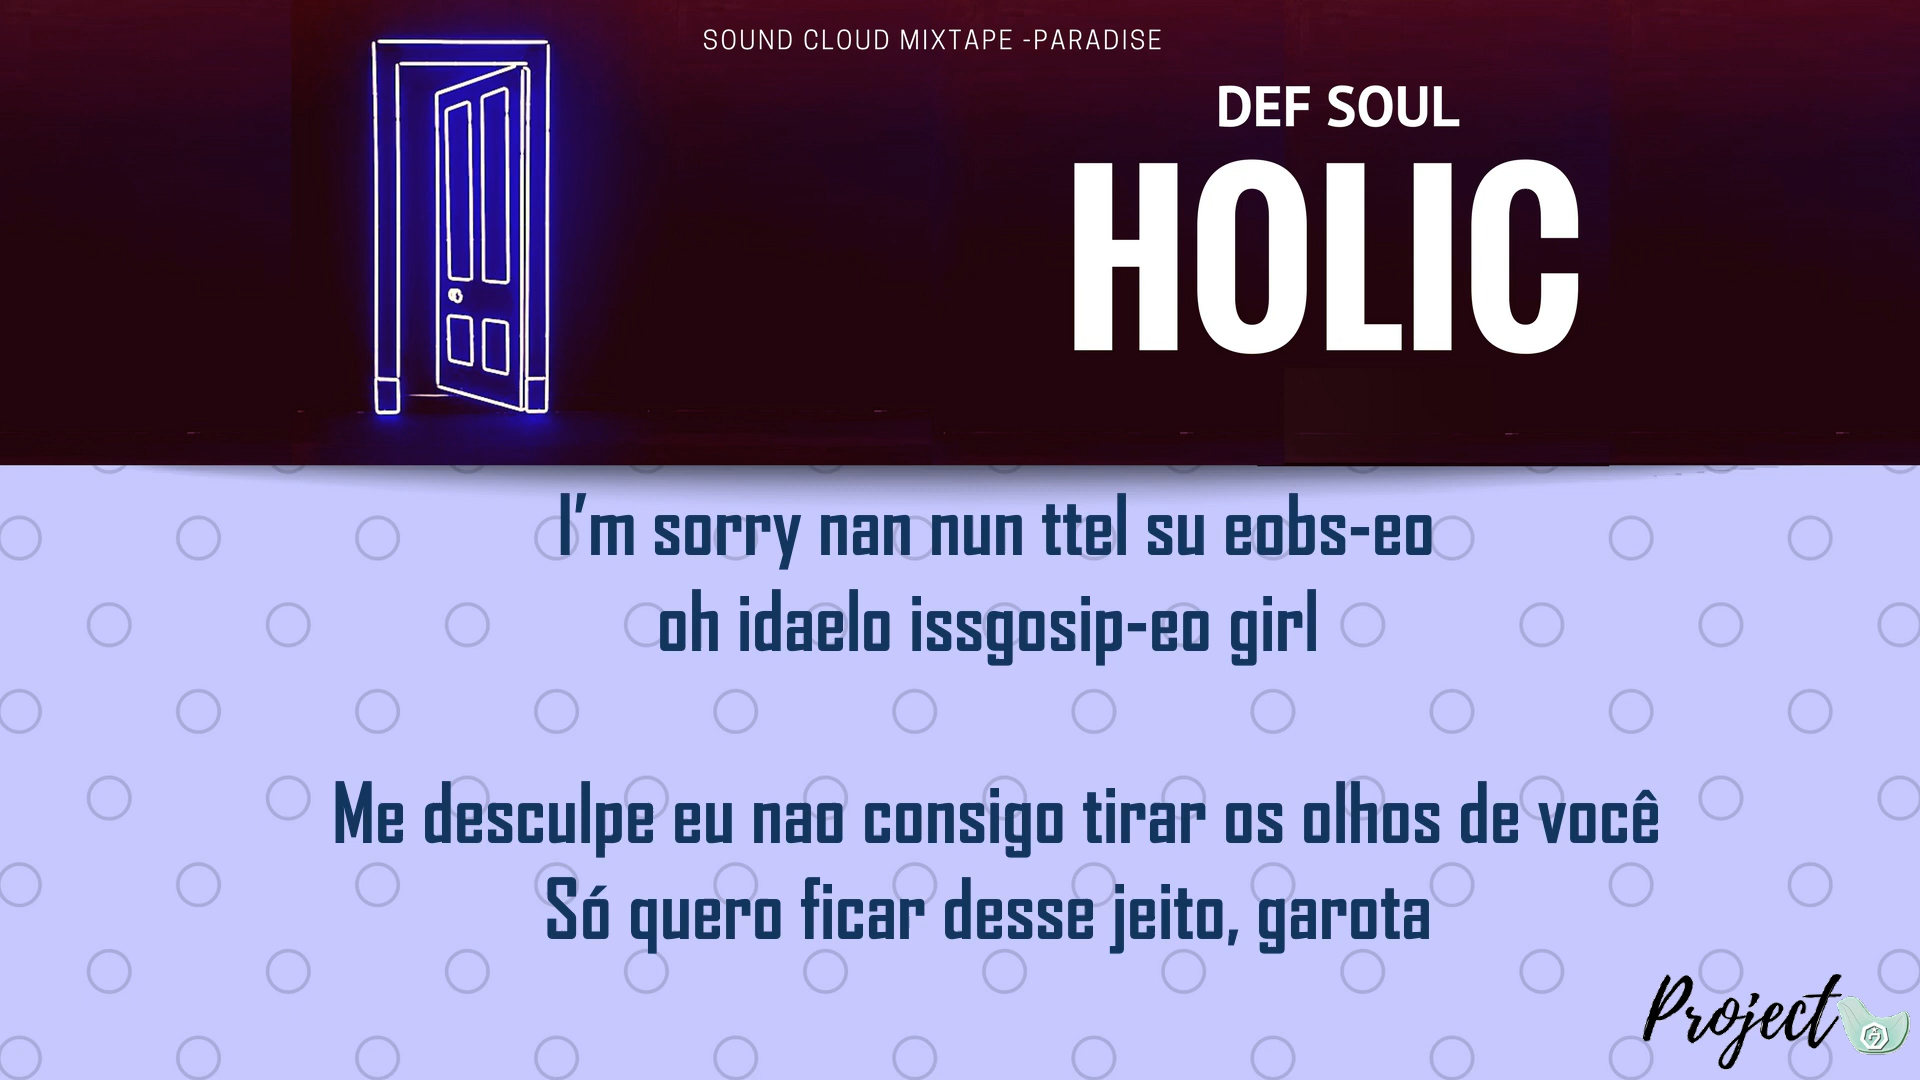 SOUND CLOUD MIXTAPE -PARADISE
DEF SOUL
HOLIC
I'm sorry nan nun ttel su eobs-eo
oh idaelo issgosip-eo girl
Me desculpe eu nao consigo tirar os olhos de você
Só quero ficar desse jeito, garota
Project